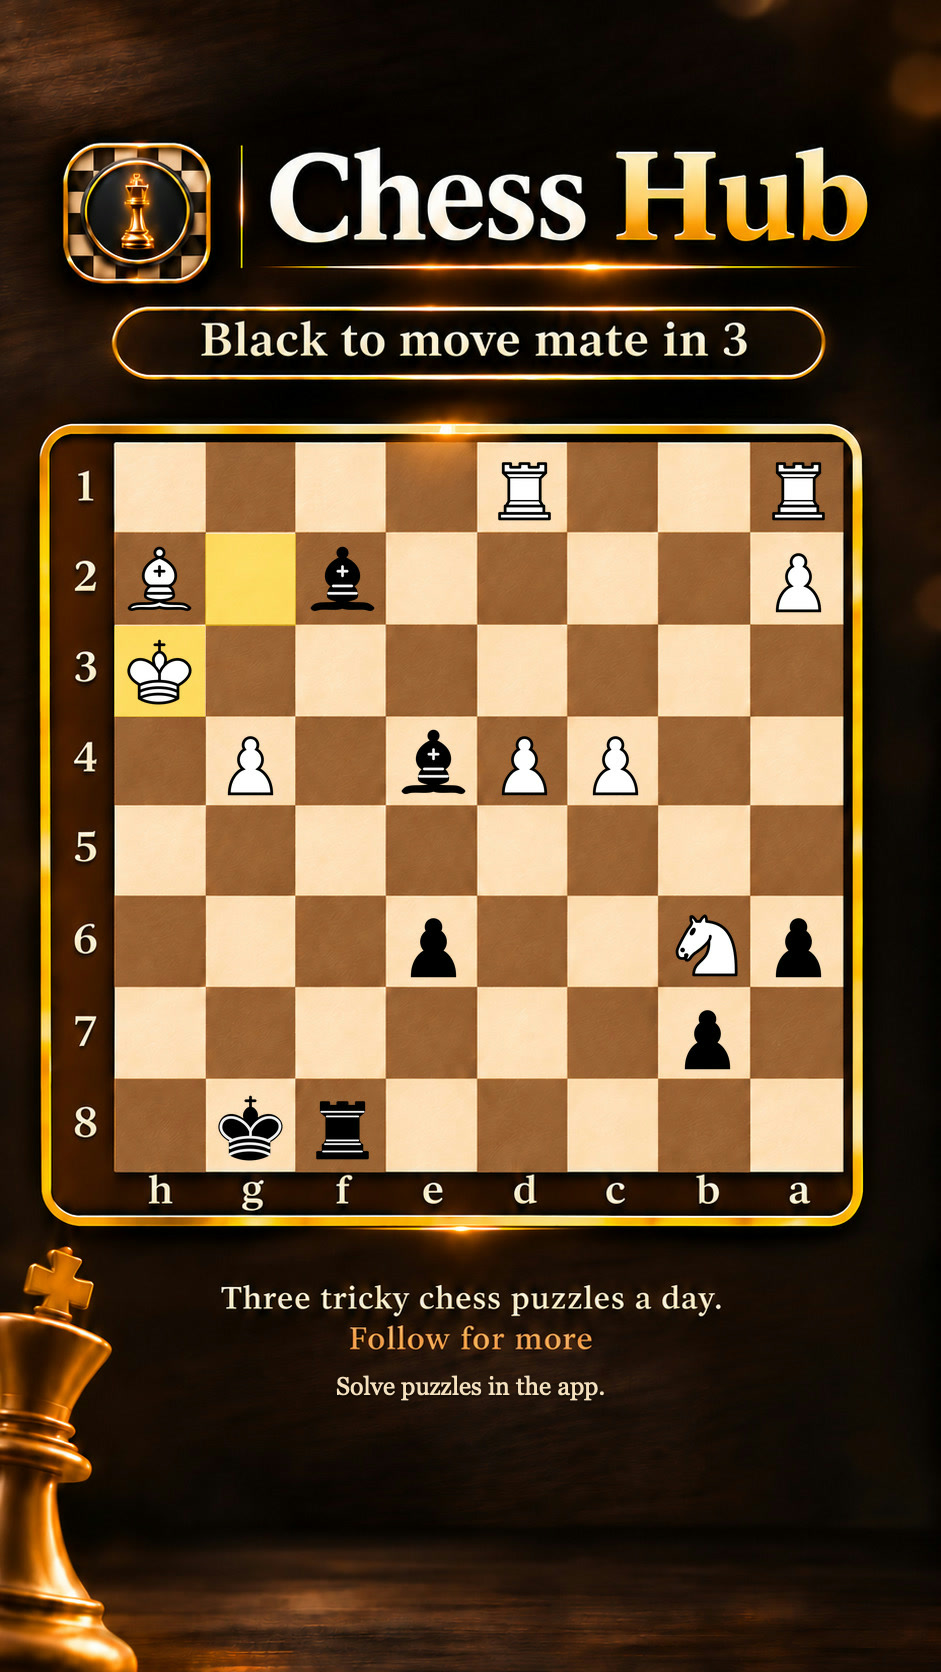 Chess Hub
Black to move mate in 3
1
2
3
4
5
6
7
8
h g f e d c b a
Three tricky chess puzzles a day.
Follow for more
Solve puzzles in the app.